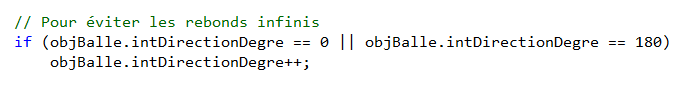 // Pour éviter les rebonds infinis
if (objBalle.intDirectionDegre == 0 || objBalle.intDirectionDegre == 180)
    objBalle.intDirectionDegre++;